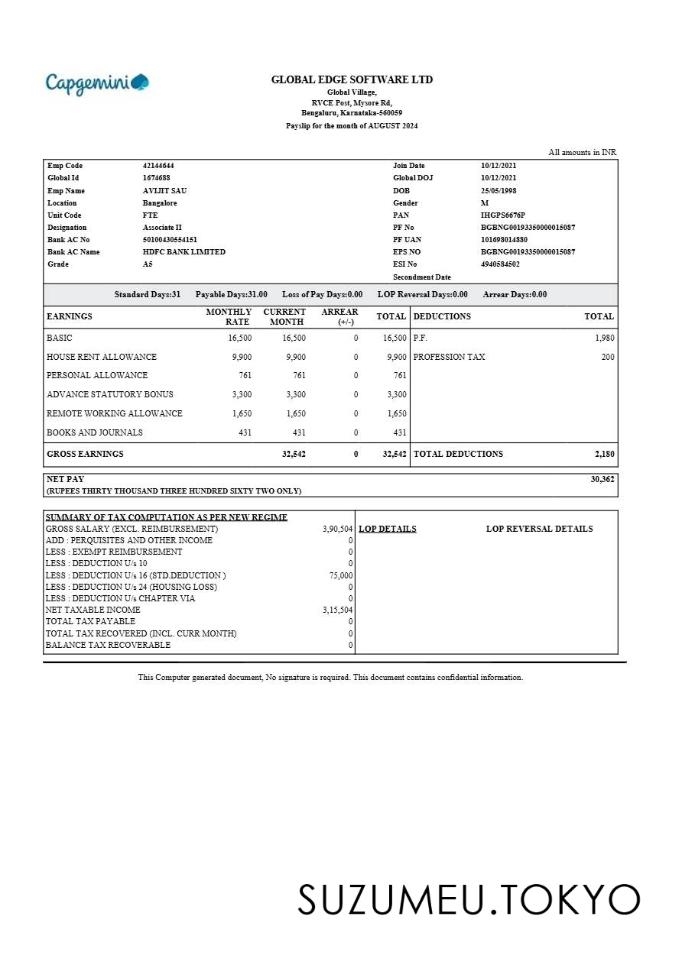 Capgemini
GLOBAL EDGE SOFTWARE LTD
Global Village,
RVCE Post, Mysore Rd,
Bengaluru, Karnataka-560059
Payslip for the month of AUGUST 2024
All amounts in INR
Emp Code 42144644 Join Date 10/12/2021
Global Id 1674688 Global DOJ 10/12/2021
Emp Name AVIJIT SAU DOB 25/05/1998
Location Bangalore Gender M
Unit Code FTE PAN IHGPS6676P
Designation Associate II PF No BGBNG00193350000015087
Bank AC No 50100430554151 PF UAN 101698014880
Bank AC Name HDFC BANK LIMITED EPS NO BGBNG00193350000015087
Grade A5 ESI No 4940584502
Secondment Date
Standard Days:31 Payable Days:31.00 Loss of Pay Days:0.00 LOP Reversal Days:0.00 Arrear Days:0.00
EARNINGS MONTHLY RATE CURRENT MONTH ARREAR (+/-) TOTAL DEDUCTIONS TOTAL
BASIC 16,500 16,500 0 16,500 P.F. 1,980
HOUSE RENT ALLOWANCE 9,900 9,900 0 9,900 PROFESSION TAX 200
PERSONAL ALLOWANCE 761 761 0 761
ADVANCE STATUTORY BONUS 3,300 3,300 0 3,300
REMOTE WORKING ALLOWANCE 1,650 1,650 0 1,650
BOOKS AND JOURNALS 431 431 0 431
GROSS EARNINGS 32,542 0 32,542 TOTAL DEDUCTIONS 2,180
NET PAY 30,362
(RUPEES THIRTY THOUSAND THREE HUNDRED SIXTY TWO ONLY)
SUMMARY OF TAX COMPUTATION AS PER NEW REGIME
GROSS SALARY (EXCL. REIMBURSEMENT) 3,90,504 LOP DETAILS LOP REVERSAL DETAILS
ADD : PERQUISITES AND OTHER INCOME 0
LESS : EXEMPT REIMBURSEMENT 0
LESS : DEDUCTION U/s 10 0
LESS : DEDUCTION U/s 16 (STD.DEDUCTION ) 75,000
LESS : DEDUCTION U/s 24 (HOUSING LOSS) 0
LESS : DEDUCTION U/s CHAPTER VIA 0
NET TAXABLE INCOME 3,15,504
TOTAL TAX PAYABLE 0
TOTAL TAX RECOVERED (INCL. CURR MONTH) 0
BALANCE TAX RECOVERABLE 0
This Computer generated document, No signature is required. This document contains confidential information.
SUZUMEU.TOKYO